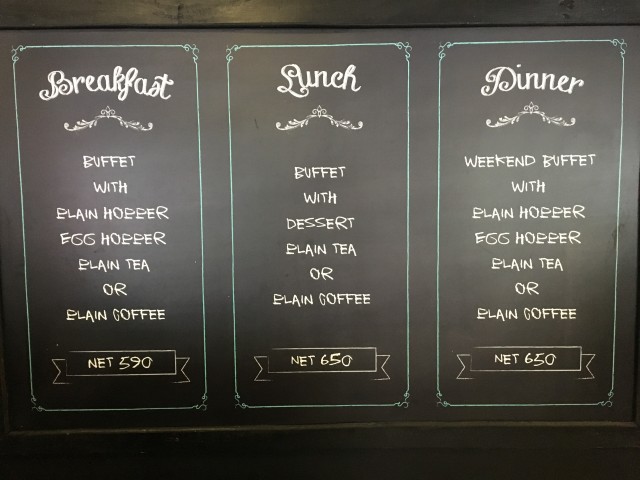 Breakfast
BUFFET
WITH
PLAIN HOPPER
EGG HOPPER
PLAIN TEA
OR
PLAIN COFFEE
NET 590
Lunch
BUFFET
WITH
DESSERT
PLAIN TEA
OR
PLAIN COFFEE
NET 650
Dinner
WEEKEND BUFFET
WITH
PLAIN HOPPER
EGG HOPPER
PLAIN TEA
OR
PLAIN COFFEE
NET 650